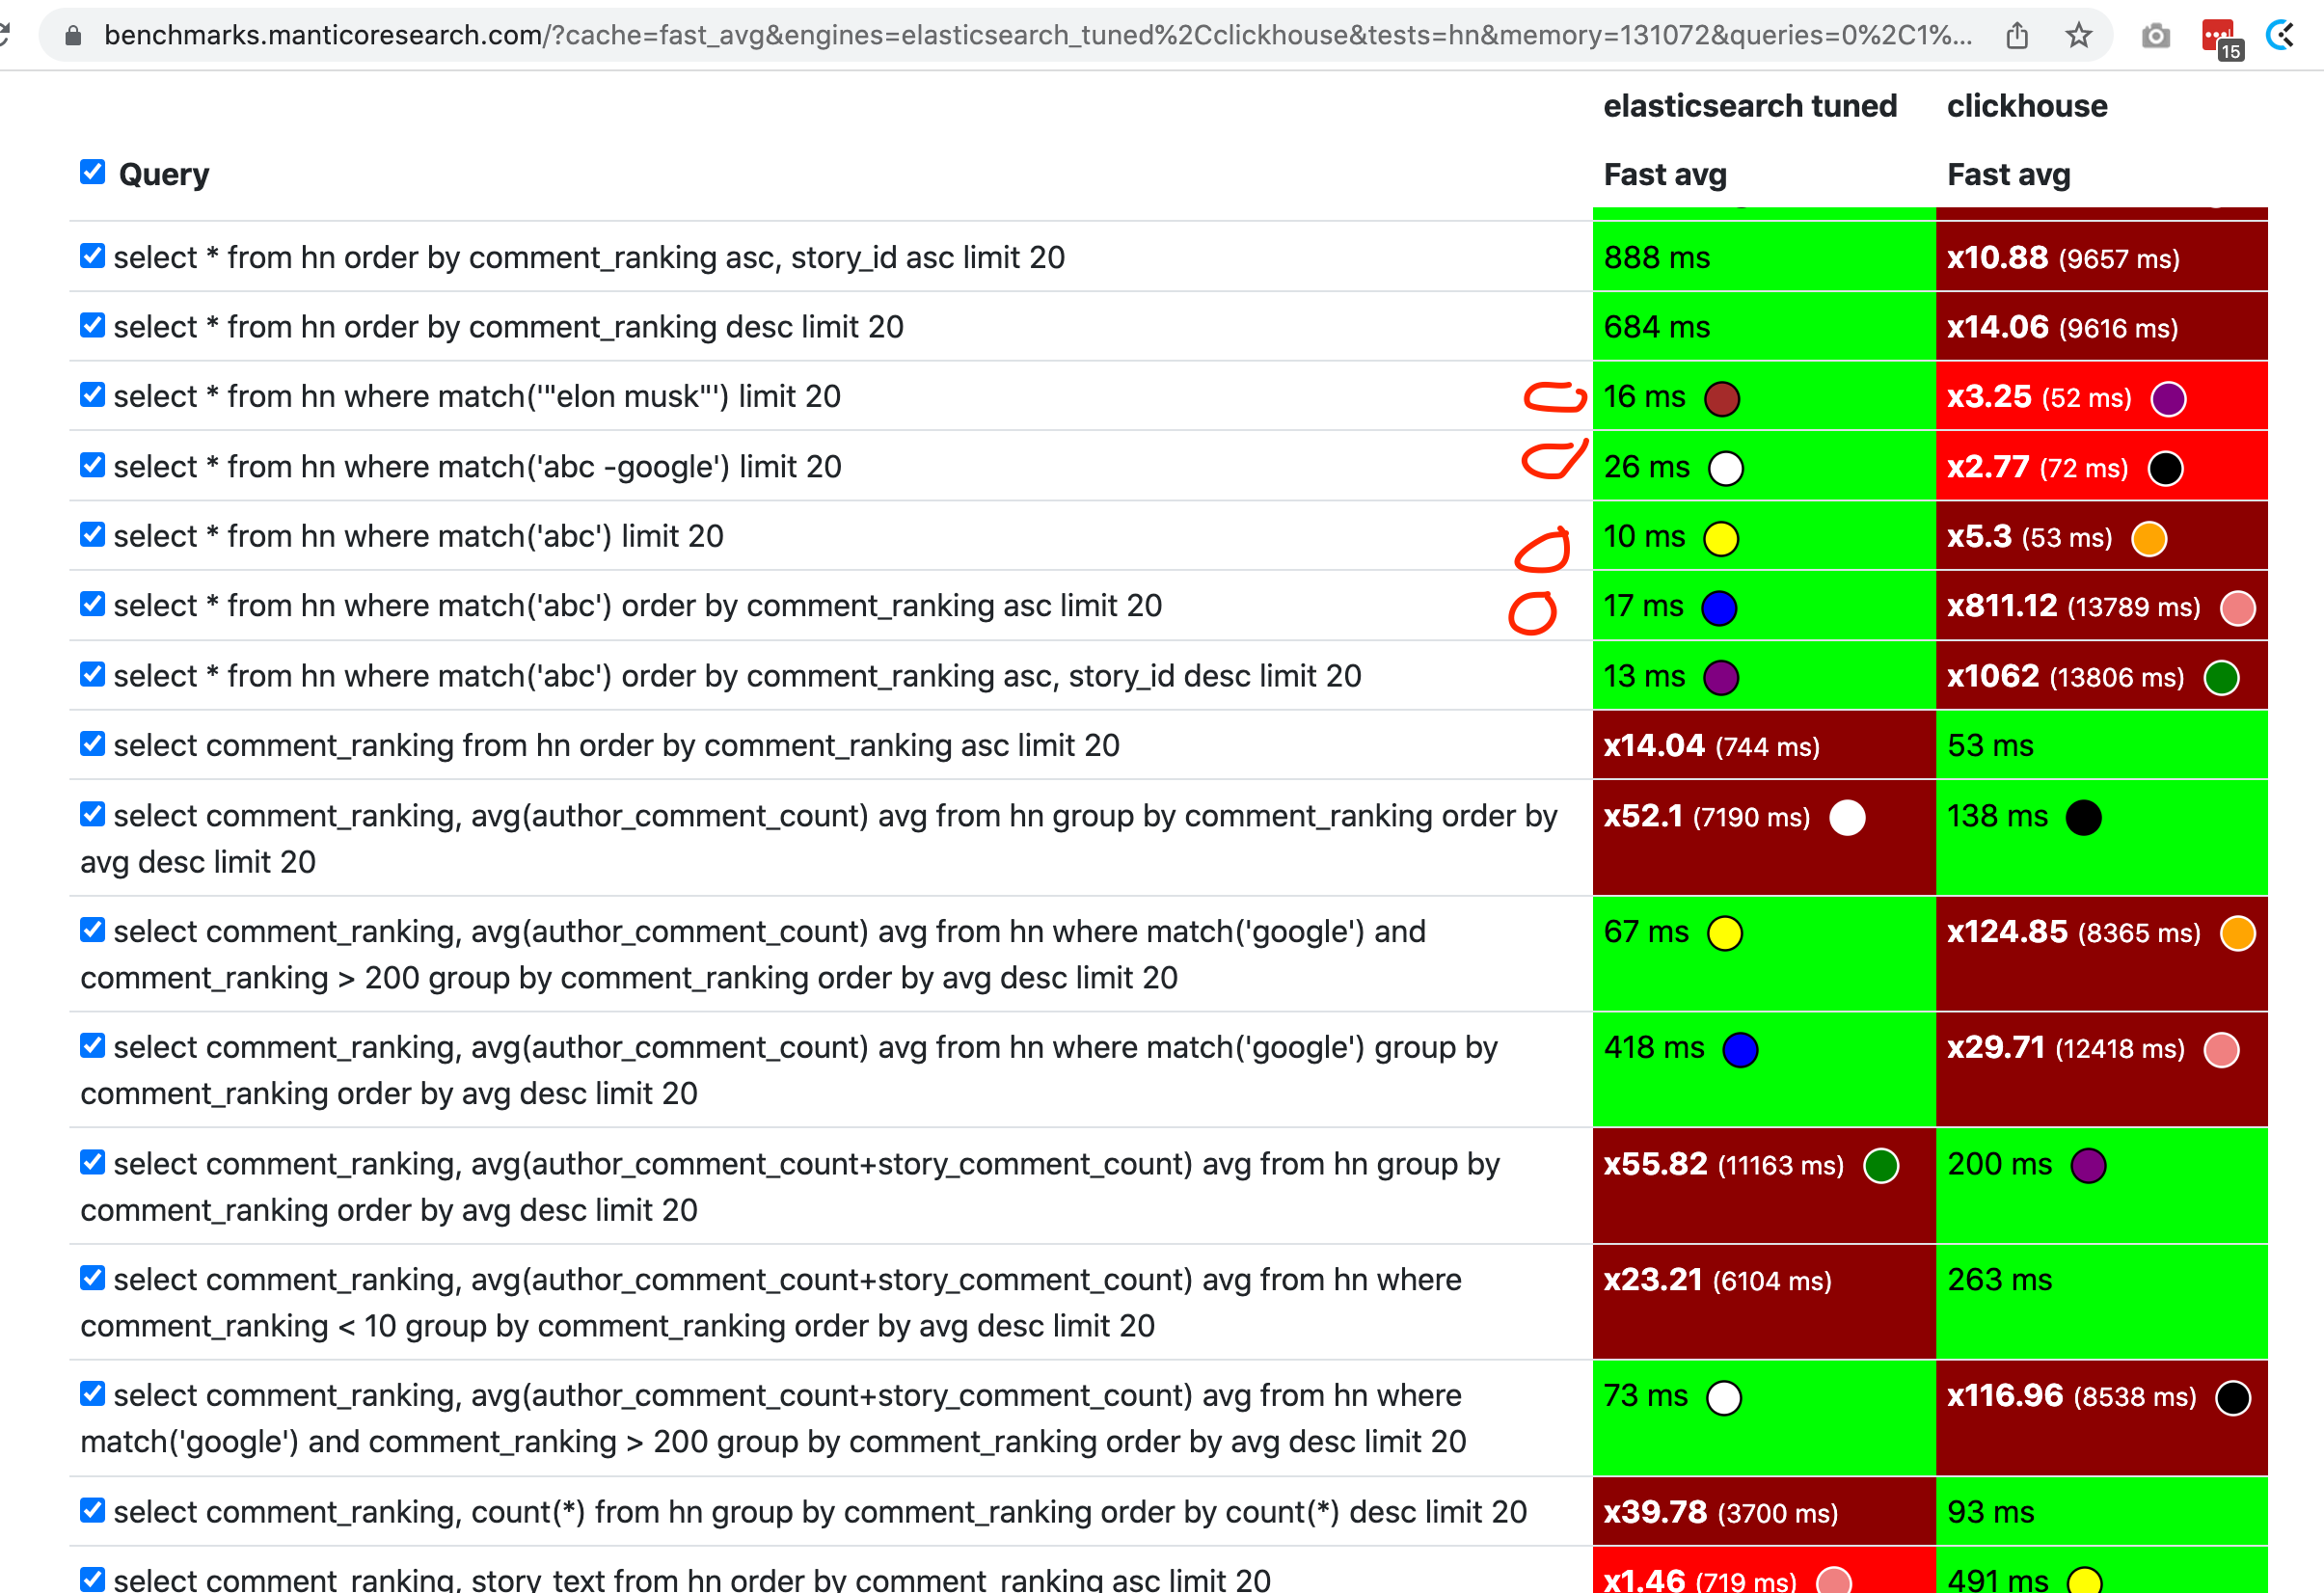 benchmarks.manticoresearch.com/?cache=fast_avg&engines=elasticsearch_tuned%2Cclickhouse&tests=hn&memory=131072&queries=0%2C1%...
15
elasticsearch tuned clickhouse
Query Fast avg Fast avg
select * from hn order by comment_ranking asc, story_id asc limit 20 888 ms x10.88 (9657 ms)
select * from hn order by comment_ranking desc limit 20 684 ms x14.06 (9616 ms)
select * from hn where match('"elon musk"') limit 20 16 ms x3.25 (52 ms)
select * from hn where match('abc -google') limit 20 26 ms x2.77 (72 ms)
select * from hn where match('abc') limit 20 10 ms x5.3 (53 ms)
select * from hn where match('abc') order by comment_ranking asc limit 20 17 ms x811.12 (13789 ms)
select * from hn where match('abc') order by comment_ranking asc, story_id desc limit 20 13 ms x1062 (13806 ms)
select comment_ranking from hn order by comment_ranking asc limit 20 x14.04 (744 ms) 53 ms
select comment_ranking, avg(author_comment_count) avg from hn group by comment_ranking order by x52.1 (7190 ms) 138 ms
avg desc limit 20
select comment_ranking, avg(author_comment_count) avg from hn where match('google') and 67 ms x124.85 (8365 ms)
comment_ranking > 200 group by comment_ranking order by avg desc limit 20
select comment_ranking, avg(author_comment_count) avg from hn where match('google') group by 418 ms x29.71 (12418 ms)
comment_ranking order by avg desc limit 20
select comment_ranking, avg(author_comment_count+story_comment_count) avg from hn group by x55.82 (11163 ms) 200 ms
comment_ranking order by avg desc limit 20
select comment_ranking, avg(author_comment_count+story_comment_count) avg from hn where x23.21 (6104 ms) 263 ms
comment_ranking < 10 group by comment_ranking order by avg desc limit 20
select comment_ranking, avg(author_comment_count+story_comment_count) avg from hn where 73 ms x116.96 (8538 ms)
match('google') and comment_ranking > 200 group by comment_ranking order by avg desc limit 20
select comment_ranking, count(*) from hn group by comment_ranking order by count(*) desc limit 20 x39.78 (3700 ms) 93 ms
select comment_ranking, story_text from hn order by comment_ranking asc limit 20 x1.46 (719 ms) 491 ms